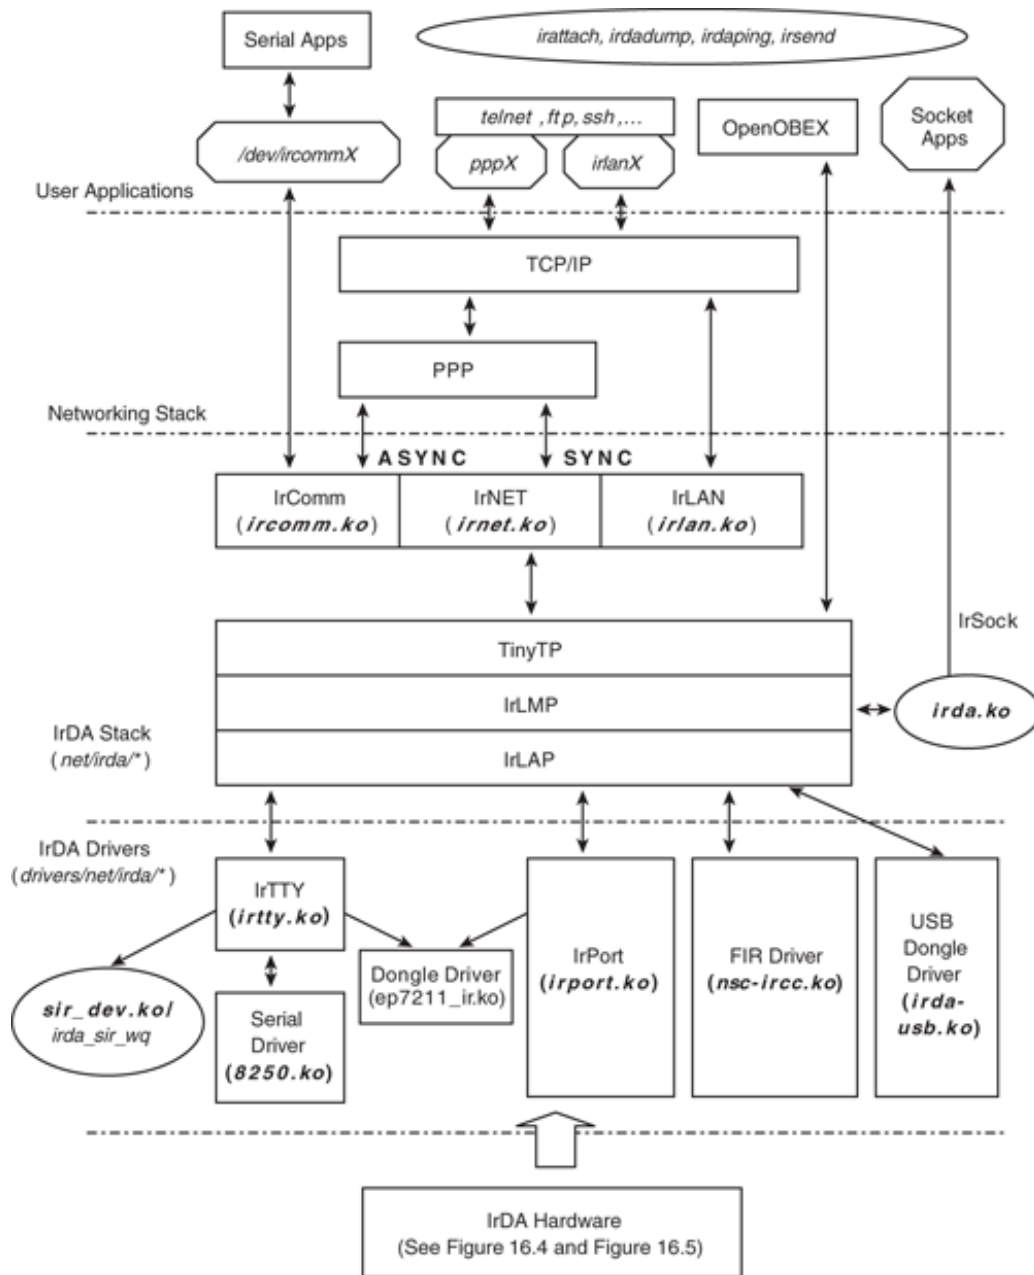 Serial Apps
irattach, irdadump, irdaping, irsend
telnet ,ftp, ssh ,...
OpenOBEX
Socket
Apps
/dev/ircommX
pppX
irlanX
User Applications
TCP/IP
PPP
Networking Stack
ASYNC
SYNC
IrComm
(ircomm.ko)
IrNET
(irnet.ko)
IrLAN
(irlan.ko)
IrSock
TinyTP
IrLMP
IrLAP
irda.ko
IrDA Stack
(net/irda/*)
IrDA Drivers
(drivers/net/irda/*)
IrTTY
(irtty.ko)
sir_dev.ko/
irda_sir_wq
Serial
Driver
(8250.ko)
Dongle Driver
(ep7211_ir.ko)
IrPort
(irport.ko)
FIR Driver
(nsc-ircc.ko)
USB
Dongle
Driver
(irda-
usb.ko)
IrDA Hardware
(See Figure 16.4 and Figure 16.5)